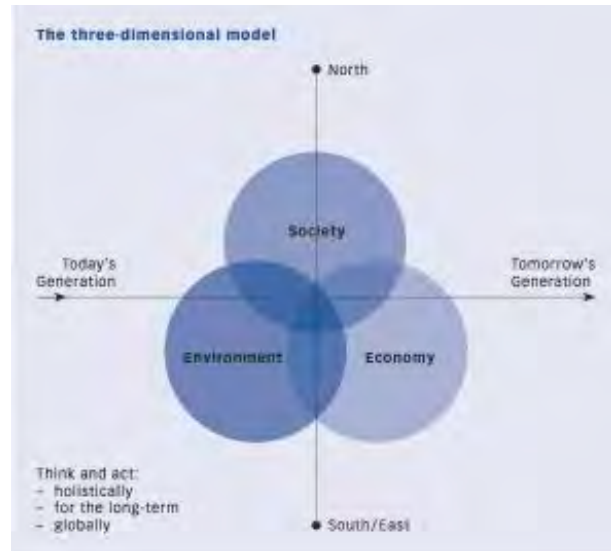 The three-dimensional model
North
Society
Today's
Generation
Tomorrow's
Generation
Environment
Economy
Think and act:
- holistically
- for the long-term
- globally
South/East